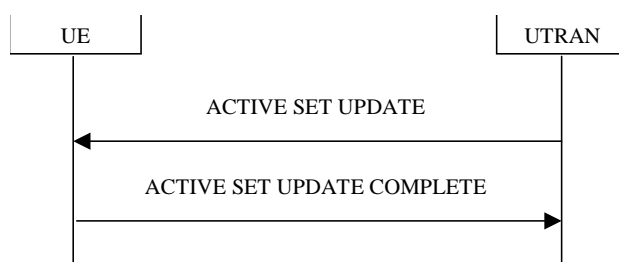 UE
UTRAN
ACTIVE SET UPDATE
ACTIVE SET UPDATE COMPLETE